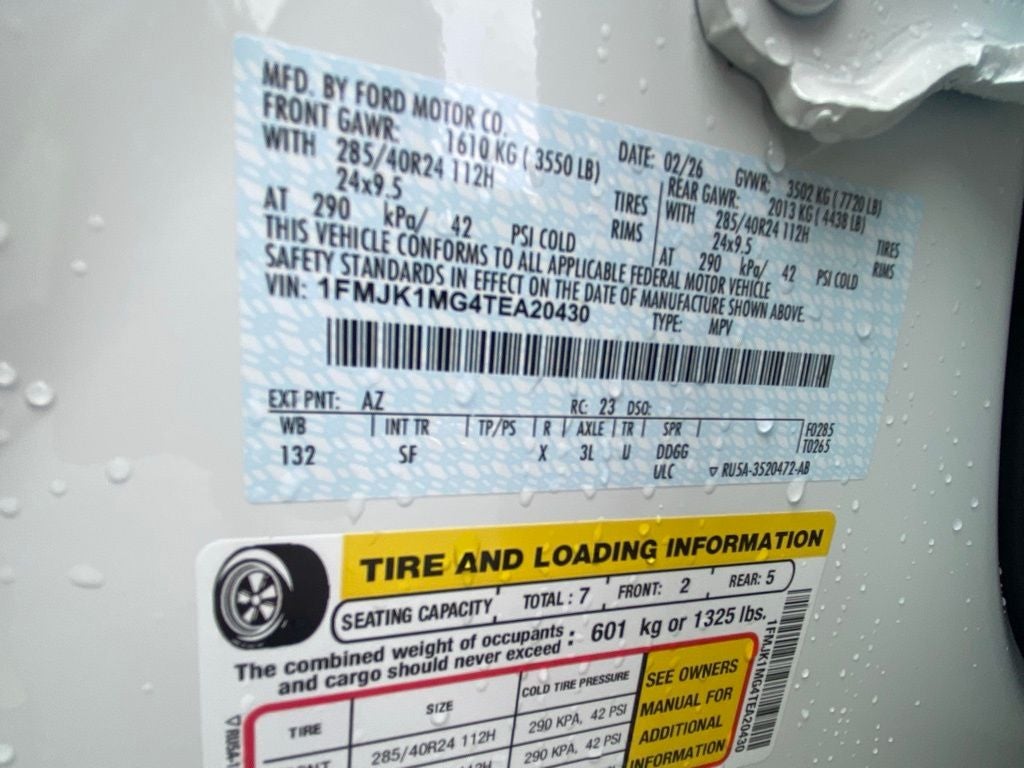 MFD. BY FORD MOTOR CO.
DATE: 02/26 GVWR: 3502 KG ( 7720 LB)
FRONT GAWR: 1610 KG ( 3550 LB)
WITH 285/40R24 112H TIRES
24x9.5 RIMS
AT 290 kPa/ 42 PSI COLD
REAR GAWR: 2013 KG ( 4438 LB)
WITH 285/40R24 112H TIRES
24x9.5 RIMS
AT 290 kPa/ 42 PSI COLD
THIS VEHICLE CONFORMS TO ALL APPLICABLE FEDERAL MOTOR VEHICLE
SAFETY STANDARDS IN EFFECT ON THE DATE OF MANUFACTURE SHOWN ABOVE.
VIN: 1FMJK1MG4TEA20430
TYPE: MPV
EXT PNT: AZ RC: 23 DSO:
WB INT TR TP/PS R AXLE TR SPR F0285
132 SF X 3L U DDGG T0265
ULC ▽ RU5A-3520472-AB
TIRE AND LOADING INFORMATION
SEATING CAPACITY TOTAL : 7 FRONT: 2 REAR: 5
The combined weight of occupants and cargo should never exceed : 601 kg or 1325 lbs.
TIRE SIZE COLD TIRE PRESSURE
285/40R24 112H 290 KPA, 42 PSI
290 KPA, 42 PSI
SEE OWNERS
MANUAL FOR
ADDITIONAL
INFORMATION
1FMJK1MG4TEA20430